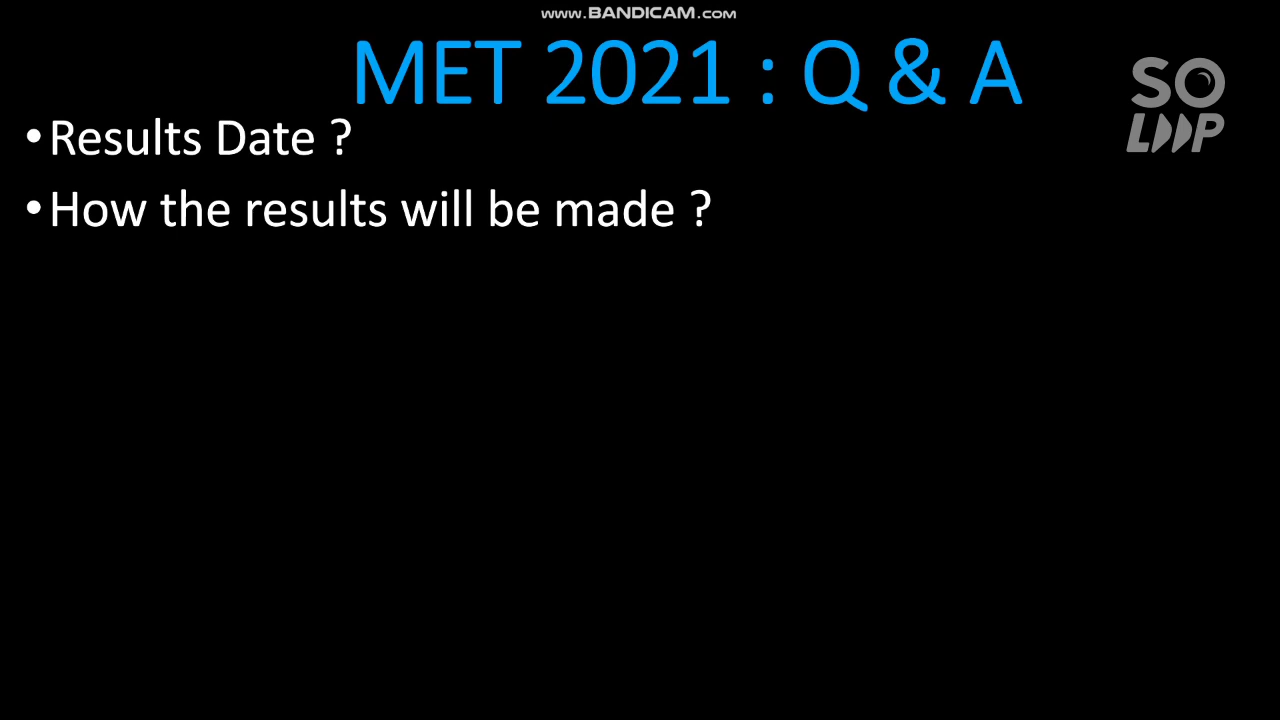 www.BANDICAM.com
MET 2021 : Q & A
SO
LOOP
•Results Date ?
•How the results will be made ?